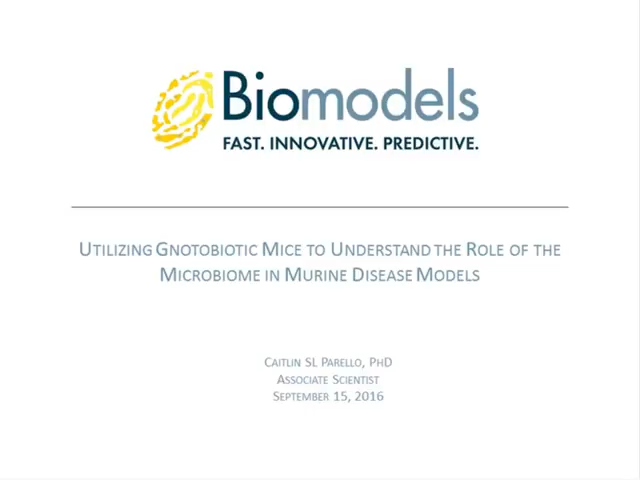 Biomodels
FAST. INNOVATIVE. PREDICTIVE.
UTILIZING GNOTOBIOTIC MICE TO UNDERSTAND THE ROLE OF THE
MICROBIOME IN MURINE DISEASE MODELS
CAITLIN SL PARELLO, PHD
ASSOCIATE SCIENTIST
SEPTEMBER 15, 2016